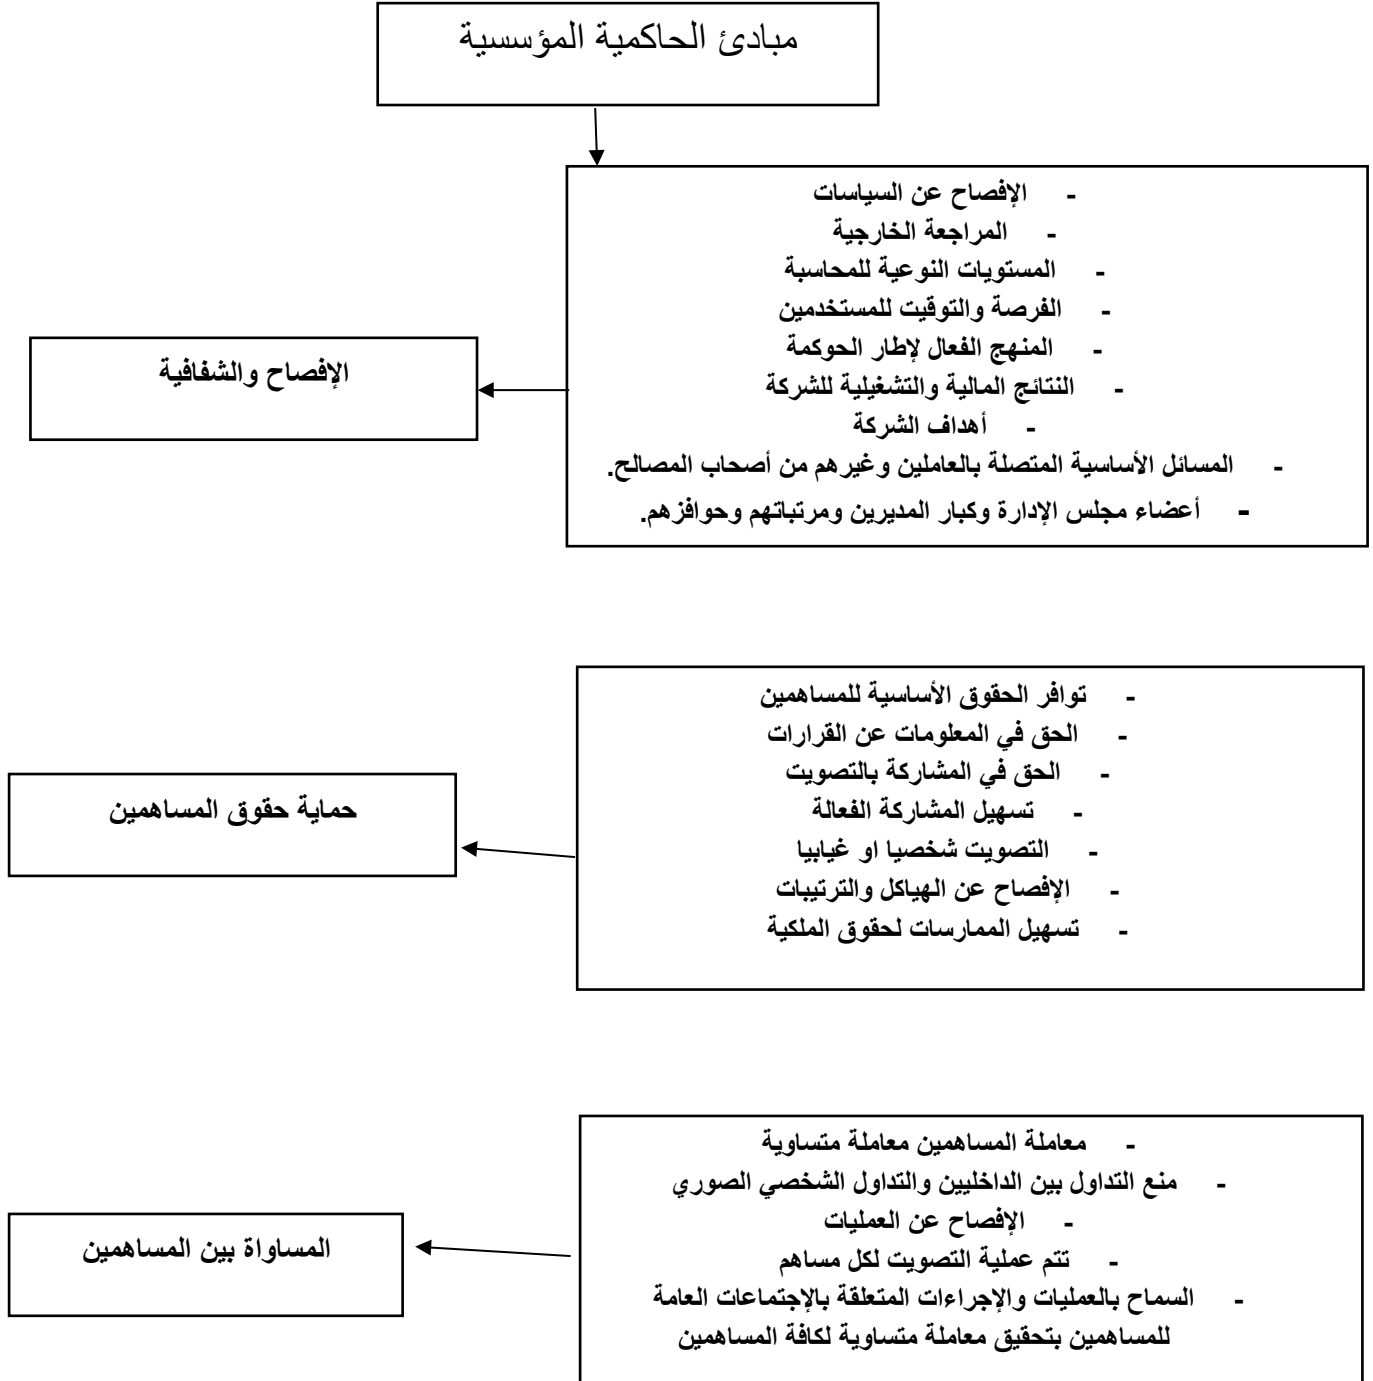 مبادئ الحاكمية المؤسسية
- الإفصاح عن السياسات
- المراجعة الخارجية
- المستويات النوعية للمحاسبة
- الفرصة والتوقيت للمستخدمين
- المنهج الفعال لإطار الحوكمة
- النتائج المالية والتشغيلية للشركة
- أهداف الشركة
- المسائل الأساسية المتصلة بالعاملين وغيرهم من أصحاب المصالح.
- أعضاء مجلس الإدارة وكبار المديرين ومرتباتهم وحوافزهم.
الإفصاح والشفافية
- توافر الحقوق الأساسية للمساهمين
- الحق في المعلومات عن القرارات
- الحق في المشاركة بالتصويت
- تسهيل المشاركة الفعالة
- التصويت شخصيا او غيابيا
- الإفصاح عن الهياكل والترتيبات
- تسهيل الممارسات لحقوق الملكية
حماية حقوق المساهمين
- معاملة المساهمين معاملة متساوية
- منع التداول بين الداخليين والتداول الشخصي الصوري
- الإفصاح عن العمليات
- تتم عملية التصويت لكل مساهم
- السماح بالعمليات والإجراءات المتعلقة بالإجتماعات العامة
للمساهمين بتحقيق معاملة متساوية لكافة المساهمين
المساواة بين المساهمين